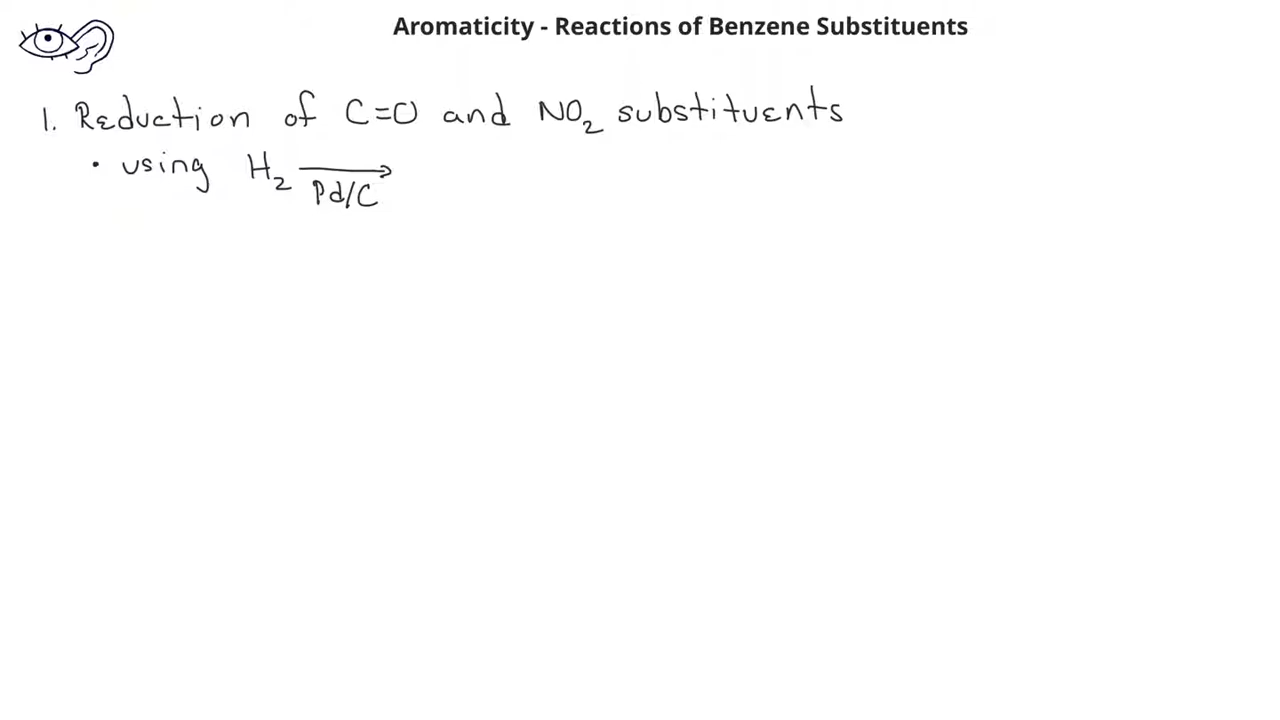 Aromaticity - Reactions of Benzene Substituents
1. Reduction of C=O and NO₂ substituents
• using H₂ ⟶ Pd/C